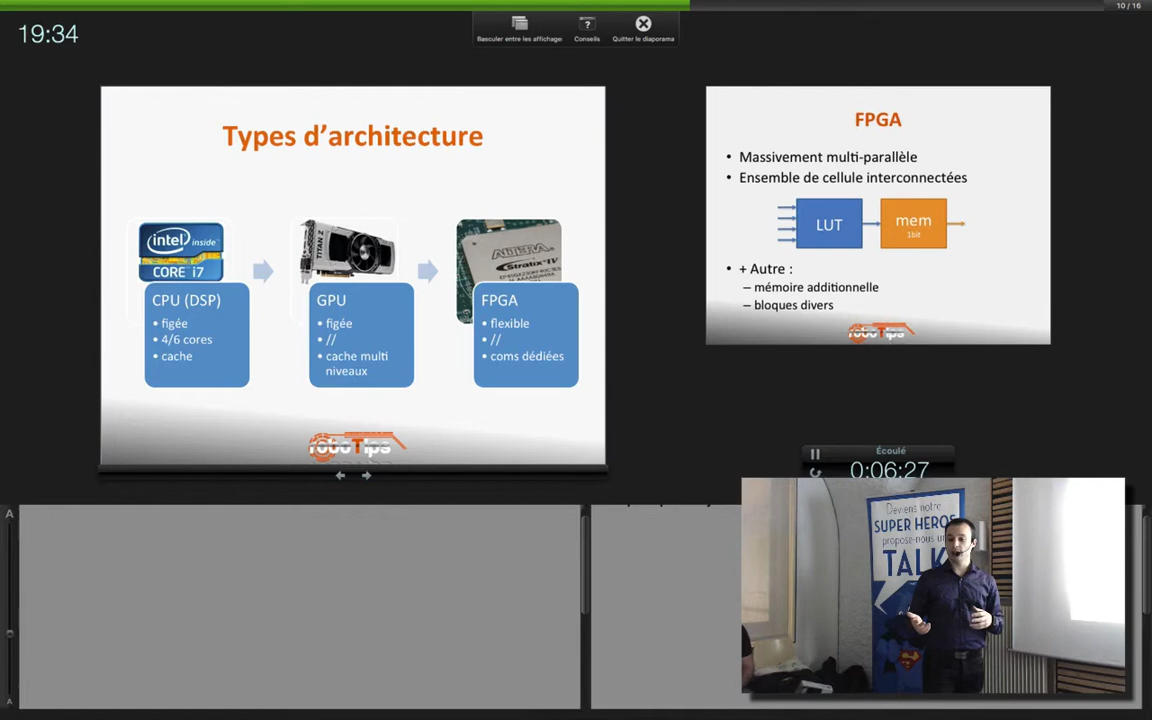 10 / 16
19:34
?
Basculer entre les affichages
Conseils
Quitter le diaporama
Types d'architecture
intel inside™
CORE i7
TITAN Z
ALTERA
Stratix IV
CPU (DSP)
• figée
• 4/6 cores
• cache
GPU
• figée
• //
• cache multi
niveaux
FPGA
• flexible
• //
• coms dédiées
roboTips
FPGA
• Massivement multi-parallèle
• Ensemble de cellule interconnectées
LUT
mem
1bit
• + Autre :
– mémoire additionnelle
– bloques divers
roboTips
Écoulé
0:06:27
A
A
Deviens notre
SUPER HEROS
propose-nous un
TALK